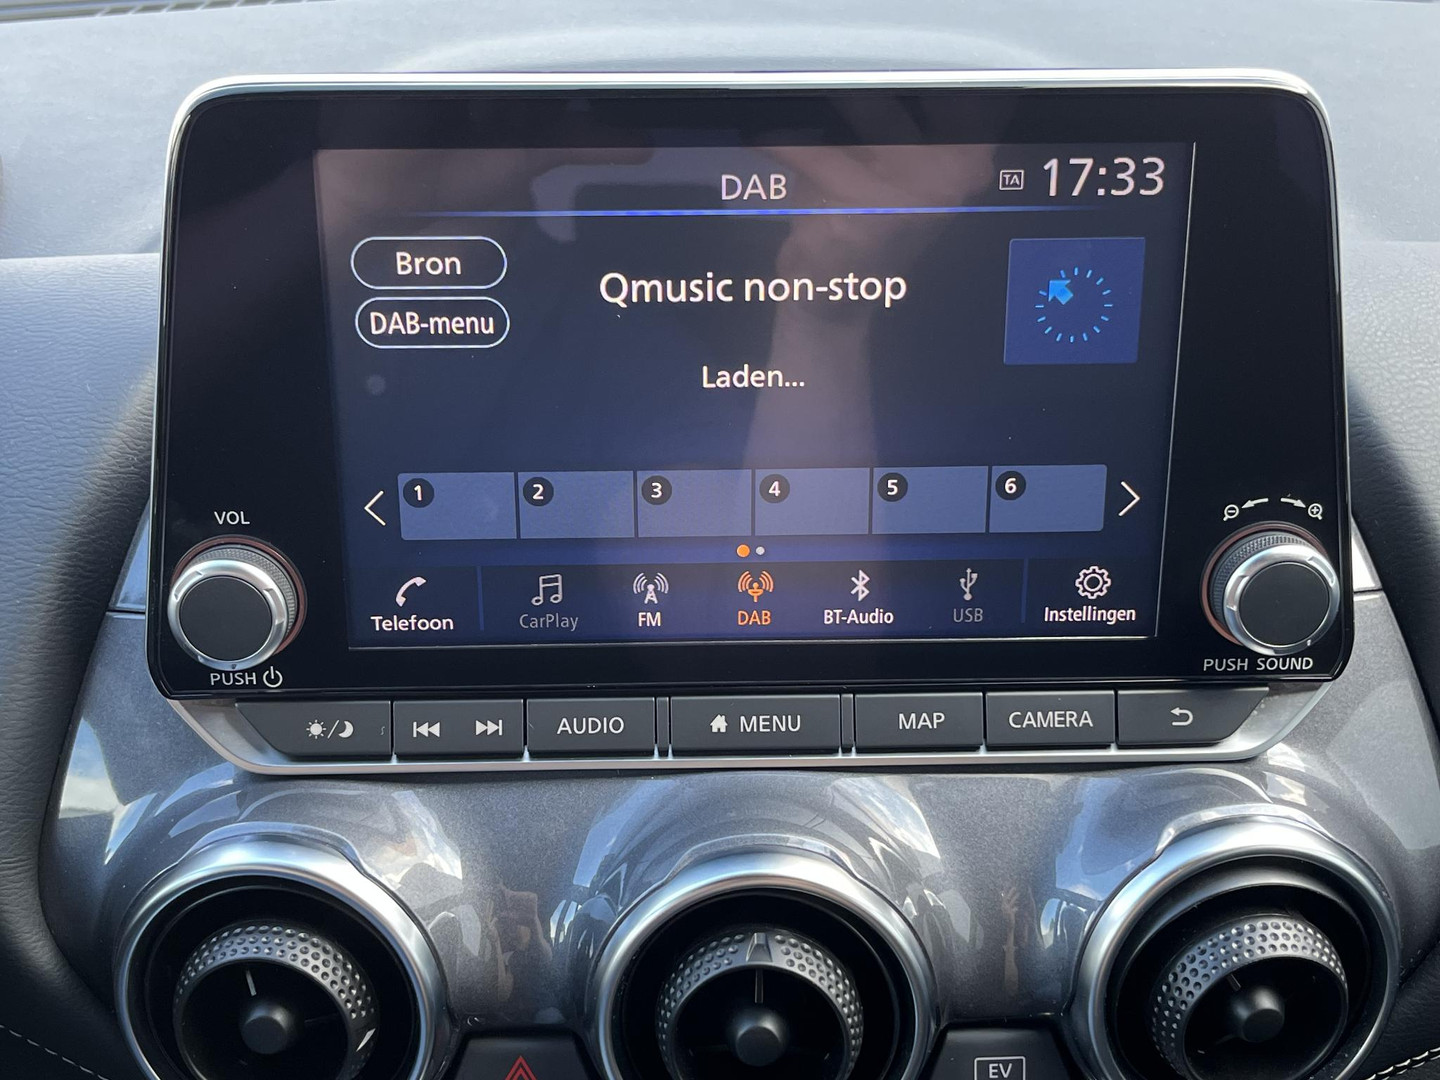 DAB
TA 17:33
Bron
Qmusic non-stop
DAB-menu
Laden...
1 2 3 4 5 6
VOL
Telefoon CarPlay FM DAB BT-Audio USB Instellingen
PUSH
PUSH SOUND
AUDIO MENU MAP CAMERA
EV